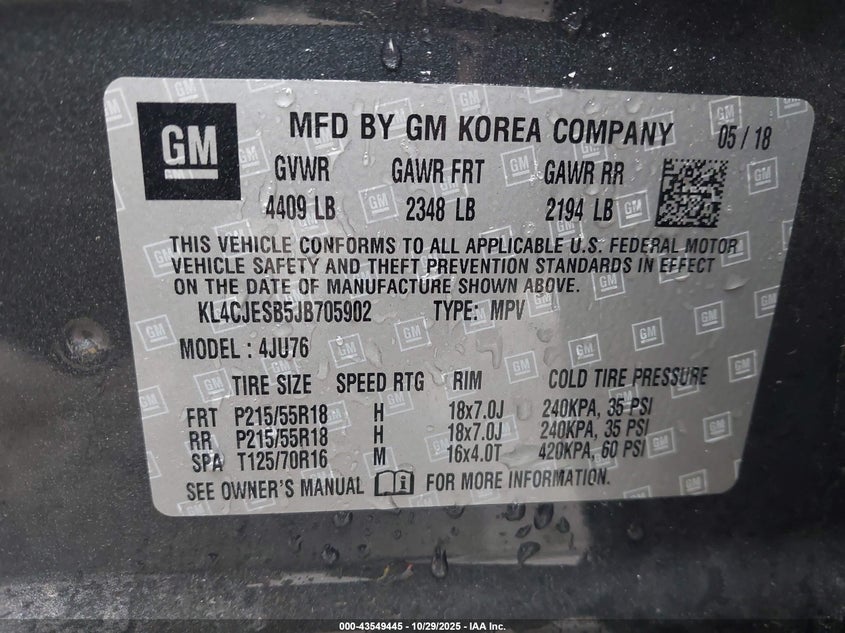 GM
MFD BY GM KOREA COMPANY 05 / 18
GVWR GAWR FRT GAWR RR
4409 LB 2348 LB 2194 LB
THIS VEHICLE CONFORMS TO ALL APPLICABLE U.S. FEDERAL MOTOR
VEHICLE SAFETY AND THEFT PREVENTION STANDARDS IN EFFECT
ON THE DATE OF MANUFACTURE SHOWN ABOVE.
KL4CJESB5JB705902 TYPE: MPV
MODEL : 4JU76
TIRE SIZE SPEED RTG RIM COLD TIRE PRESSURE
FRT P215/55R18 H 18x7.0J 240KPA, 35 PSI
RR P215/55R18 H 18x7.0J 240KPA, 35 PSI
SPA T125/70R16 M 16x4.0T 420KPA, 60 PSI
SEE OWNER'S MANUAL i FOR MORE INFORMATION.
000-43549445 - 10/29/2025 - IAA Inc.